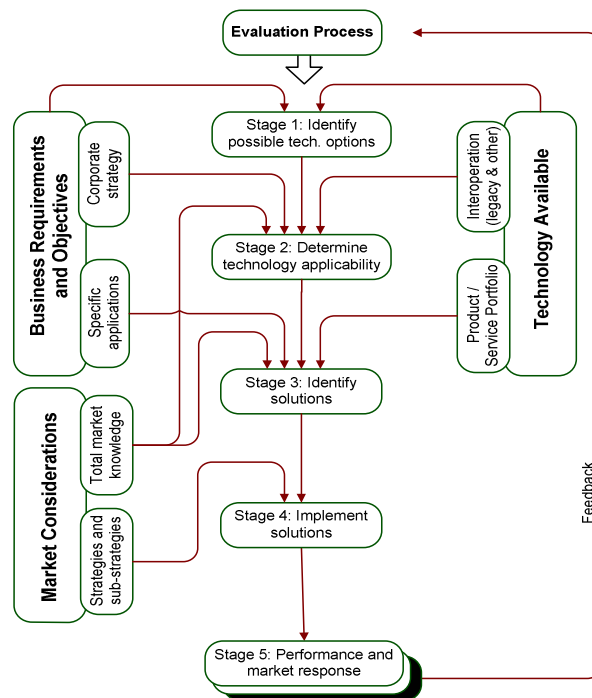 Evaluation Process
Stage 1: Identify
possible tech. options
Business Requirements
and Objectives
Corporate
strategy
Specific
applications
Interoperation
(legacy & other)
Product /
Service Portfolio
Technology Available
Stage 2: Determine
technology applicability
Stage 3: Identify
solutions
Market Considerations
Total market
knowledge
Strategies and
sub-strategies
Stage 4: Implement
solutions
Feedback
Stage 5: Performance and
market response